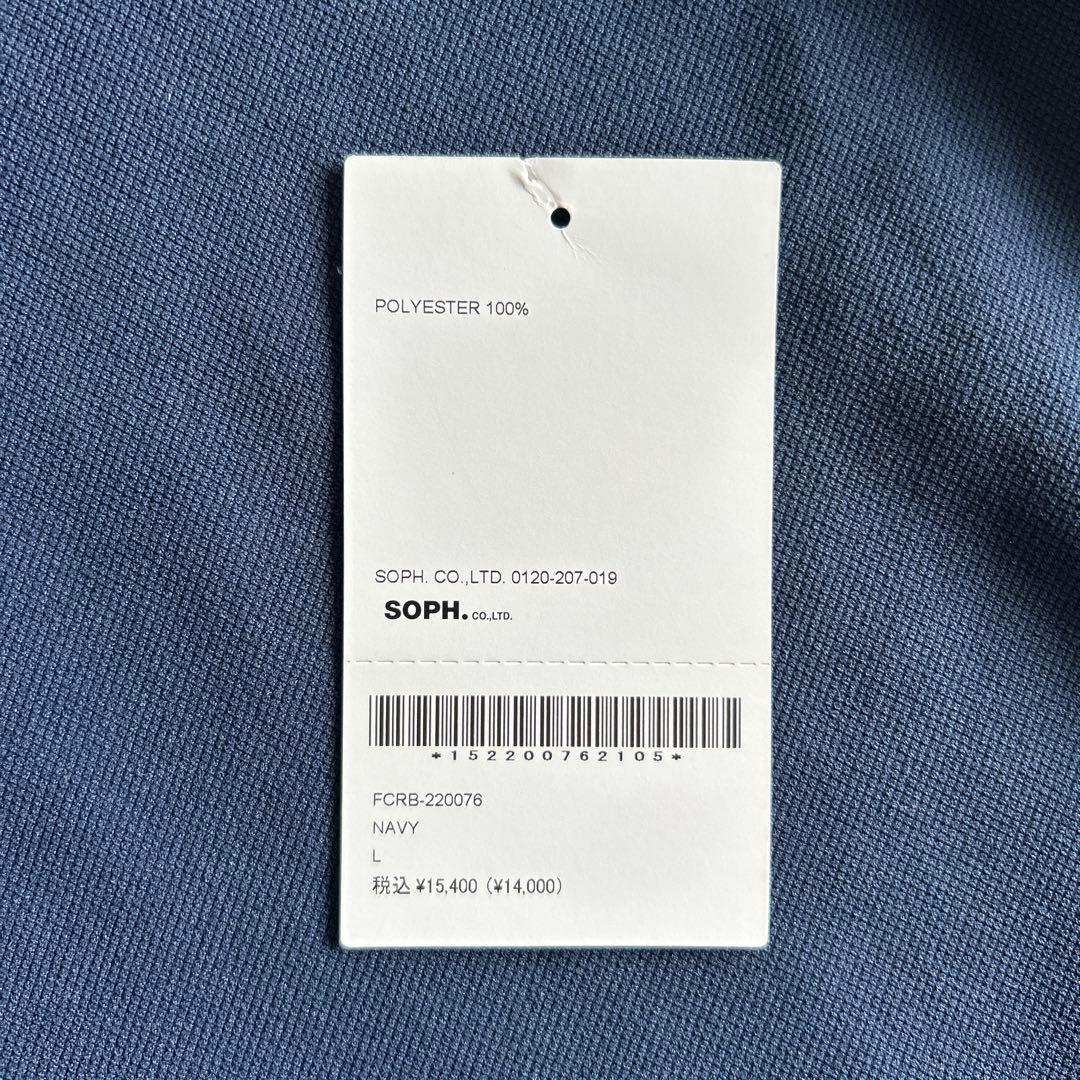 POLYESTER 100%
SOPH. CO.,LTD. 0120-207-019
SOPH. CO.,LTD.
*152200762105*
FCRB-220076
NAVY
L
税込 ¥15,400 (¥14,000)